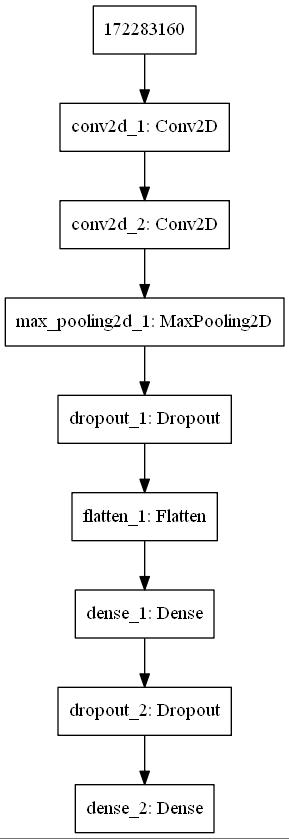 172283160
conv2d_1: Conv2D
conv2d_2: Conv2D
max_pooling2d_1: MaxPooling2D
dropout_1: Dropout
flatten_1: Flatten
dense_1: Dense
dropout_2: Dropout
dense_2: Dense